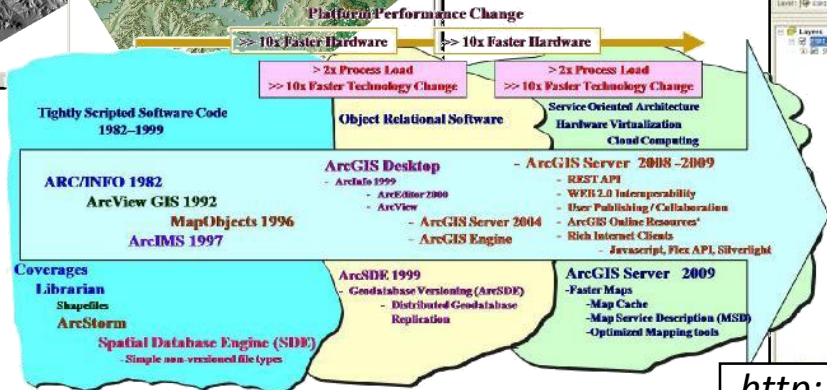 Platform Performance Change
>> 10x Faster Hardware
>> 10x Faster Hardware
> 2x Process Load
>> 10x Faster Technology Change
> 2x Process Load
>> 10x Faster Technology Change
Tightly Scripted Software Code
1982–1999
Object Relational Software
Service Oriented Architecture
Hardware Virtualization
Cloud Computing
ARC/INFO 1982
ArcView GIS 1992
MapObjects 1996
ArcIMS 1997
ArcGIS Desktop
- ArcInfo 1999
- ArcEditor 2000
- ArcView
- ArcGIS Server 2004
- ArcGIS Engine
- ArcGIS Server 2008-2009
- REST API
- WEB 2.0 Interoperability
- User Publishing / Collaboration
- ArcGIS Online Resources*
- Rich Internet Clients
- Javascript, Flex API, Silverlight
Coverages
Librarian
Shapefiles
ArcStorm
Spatial Database Engine (SDE)
- Simple non-versioned file types
ArcSDE 1999
- Geodatabase Versioning (ArcSDE)
- Distributed Geodatabase
Replication
ArcGIS Server 2009
-Faster Maps
-Map Cache
-Map Service Description (MSD)
-Optimized Mapping tools
Layers
http: